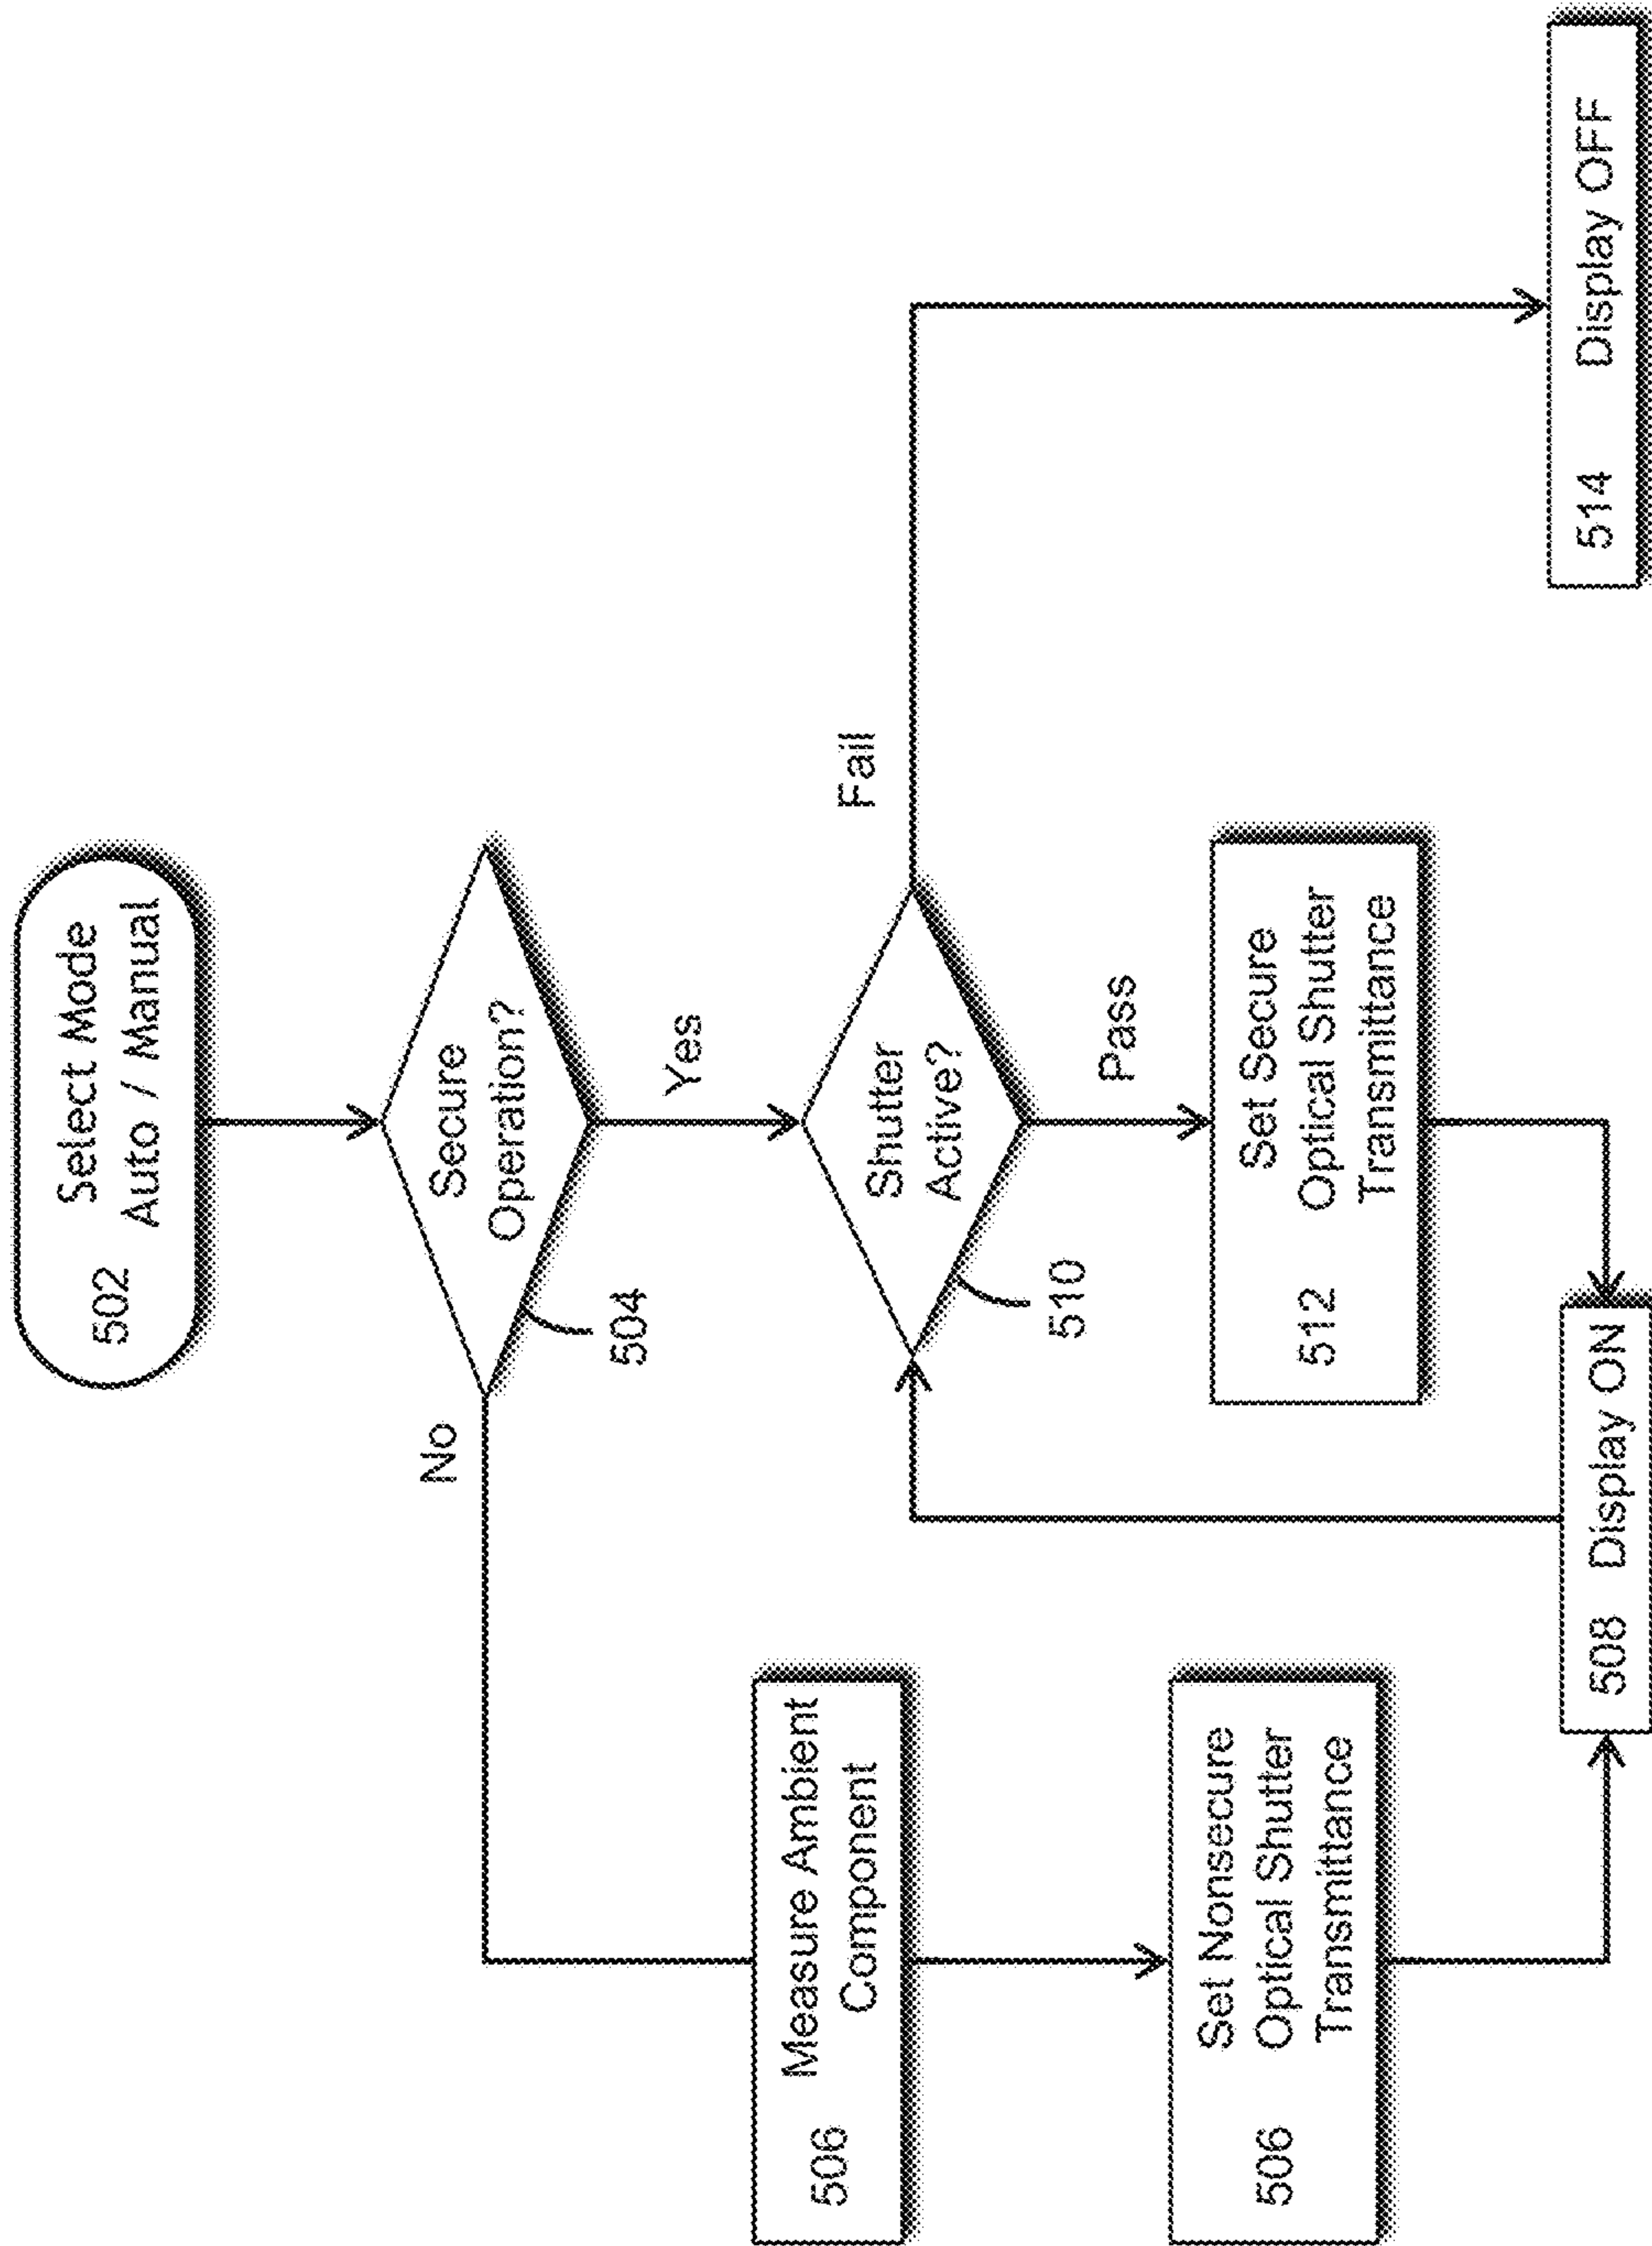 502 Select Mode
Auto / Manual
Secure
Operation?
504
No
Yes
506 Measure Ambient
Component
Shutter
Active?
510
Fail
Pass
506 Set Nonsecure
Optical Shutter
Transmittance
512 Set Secure
Optical Shutter
Transmittance
508 Display ON
514 Display OFF